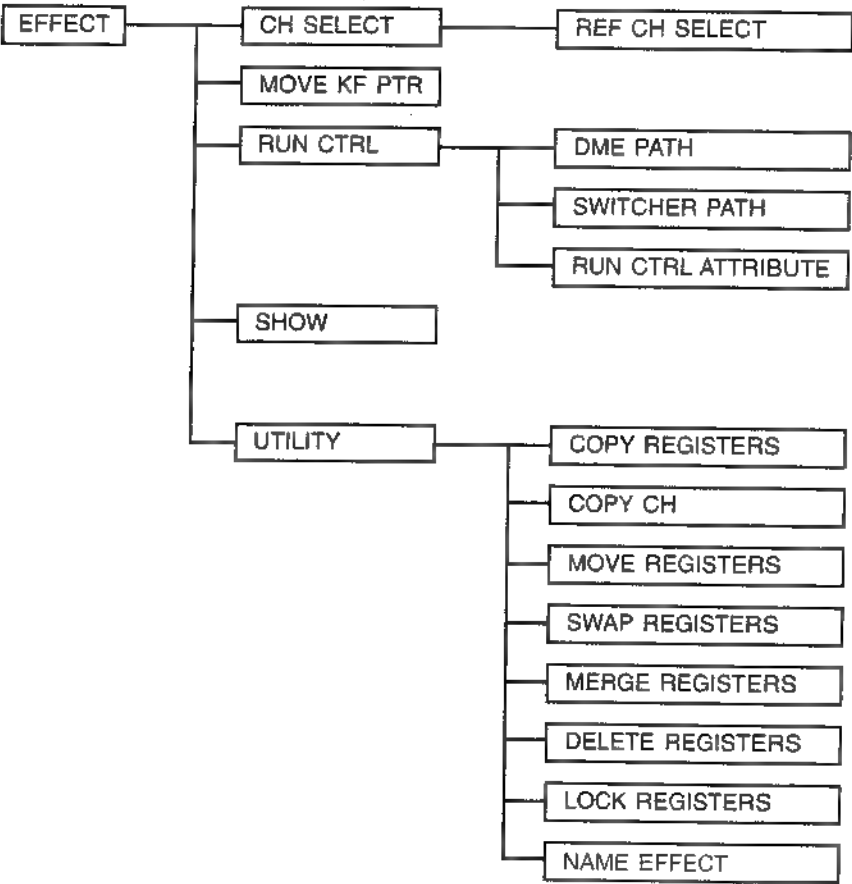 EFFECT
CH SELECT
REF CH SELECT
MOVE KF PTR
RUN CTRL
DME PATH
SWITCHER PATH
RUN CTRL ATTRIBUTE
SHOW
UTILITY
COPY REGISTERS
COPY CH
MOVE REGISTERS
SWAP REGISTERS
MERGE REGISTERS
DELETE REGISTERS
LOCK REGISTERS
NAME EFFECT